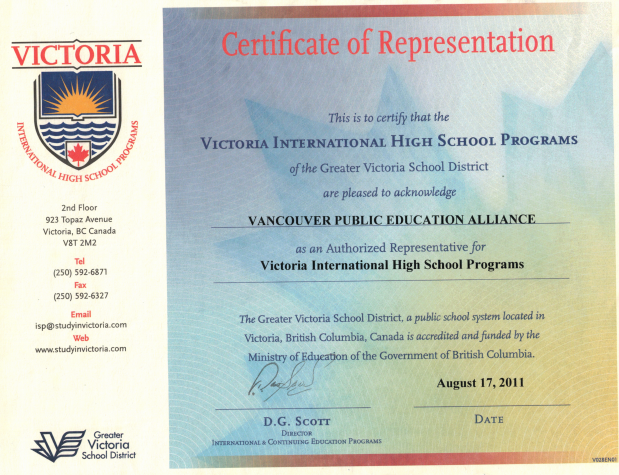 VICTORIA
INTERNATIONAL HIGH SCHOOL PROGRAMS
2nd Floor
923 Topaz Avenue
Victoria, BC Canada
V8T 2M2
Tel
(250) 592-6871
Fax
(250) 592-6327
Email
isp@studyinvictoria.com
Web
www.studyinvictoria.com
Greater
Victoria
School District
Certificate of Representation
This is to certify that the
VICTORIA INTERNATIONAL HIGH SCHOOL PROGRAMS
of the Greater Victoria School District
are pleased to acknowledge
VANCOUVER PUBLIC EDUCATION ALLIANCE
as an Authorized Representative for
Victoria International High School Programs
The Greater Victoria School District, a public school system located in
Victoria, British Columbia, Canada is accredited and funded by the
Ministry of Education of the Government of British Columbia.
August 17, 2011
D.G. SCOTT
DIRECTOR
INTERNATIONAL & CONTINUING EDUCATION PROGRAMS
DATE
V028EN01